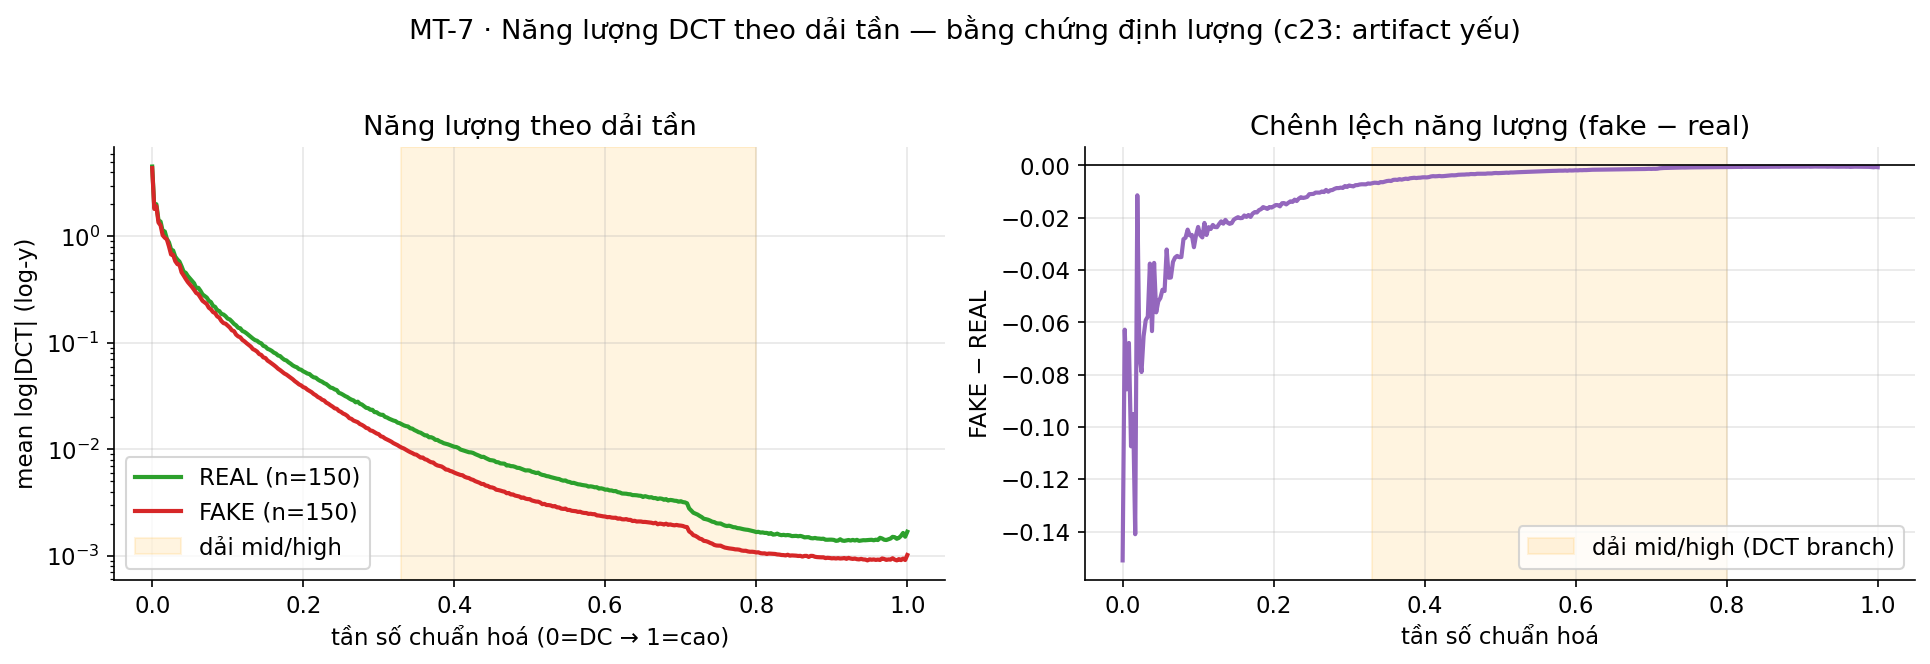 MT-7 · Năng lượng DCT theo dải tần — bằng chứng định lượng (c23: artifact yếu)
Năng lượng theo dải tần
mean log|DCT| (log-y)
10⁰
10⁻¹
10⁻²
10⁻³
REAL (n=150)
FAKE (n=150)
dải mid/high
0.0 0.2 0.4 0.6 0.8 1.0
tần số chuẩn hoá (0=DC → 1=cao)
Chênh lệch năng lượng (fake − real)
FAKE − REAL
0.00
−0.02
−0.04
−0.06
−0.08
−0.10
−0.12
−0.14
dải mid/high (DCT branch)
0.0 0.2 0.4 0.6 0.8 1.0
tần số chuẩn hoá